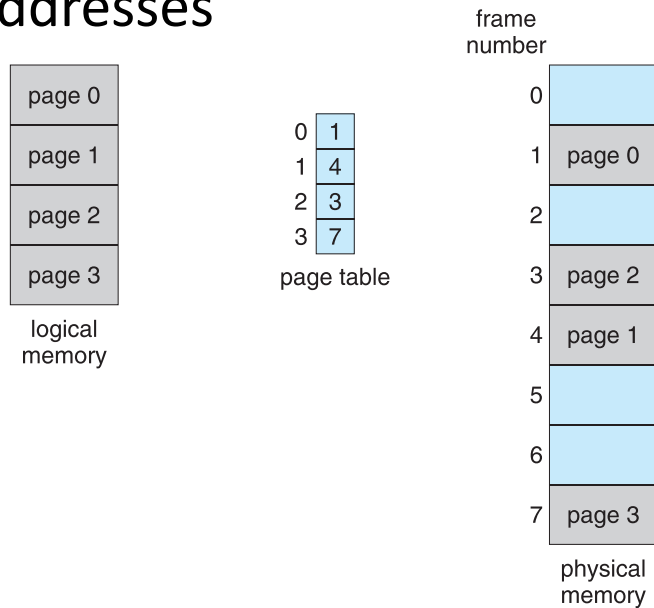 ddresses
page 0
page 1
page 2
page 3
logical
memory
0 1
1 4
2 3
3 7
page table
frame
number
0
1 page 0
2
3 page 2
4 page 1
5
6
7 page 3
physical
memory